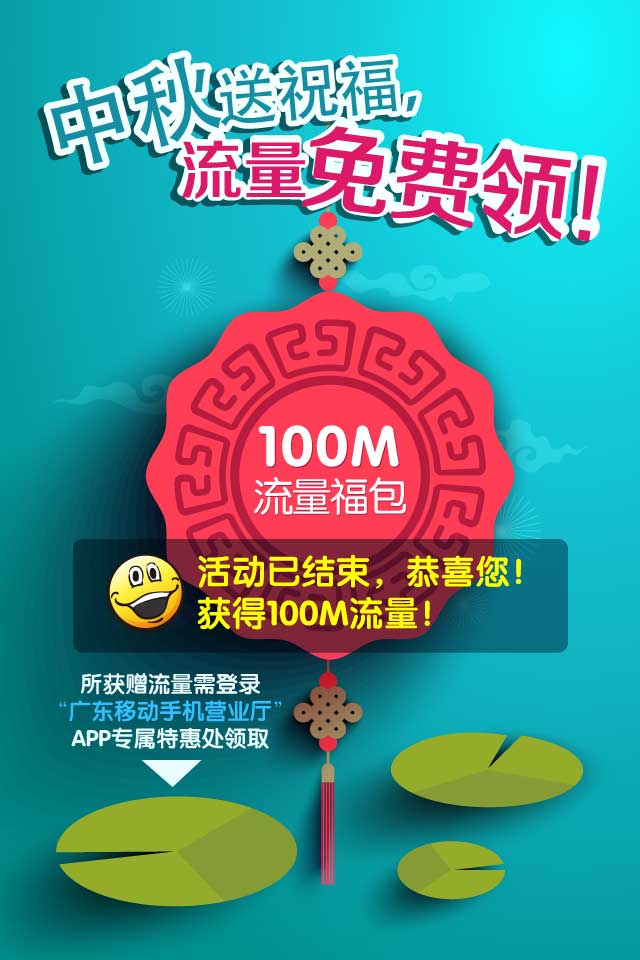 中秋送祝福，
流量免费领！
100M
流量福包
活动已结束，恭喜您！
获得100M流量！
所获赠流量需登录
“广东移动手机营业厅”
APP专属特惠处领取